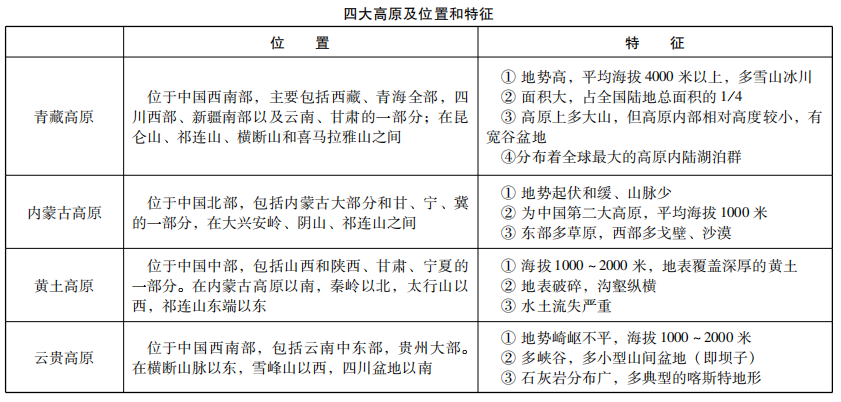 四大高原及位置和特征
位 置
特 征
青藏高原
位于中国西南部，主要包括西藏、青海全部，四
川西部、新疆南部以及云南、甘肃的一部分；在昆
仑山、祁连山、横断山和喜马拉雅山之间
① 地势高，平均海拔 4000 米以上，多雪山冰川
② 面积大，占全国陆地总面积的 1/4
③ 高原上多大山，但高原内部相对高度较小，有
宽谷盆地
④分布着全球最大的高原内陆湖泊群
内蒙古高原
位于中国北部，包括内蒙古大部分和甘、宁、冀
的一部分，在大兴安岭、阴山、祁连山之间
① 地势起伏和缓、山脉少
② 为中国第二大高原，平均海拔 1000 米
③ 东部多草原，西部多戈壁、沙漠
黄土高原
位于中国中部，包括山西和陕西、甘肃、宁夏的
一部分。在内蒙古高原以南，秦岭以北，太行山以
西，祁连山东端以东
① 海拔 1000 ~ 2000 米，地表覆盖深厚的黄土
② 地表破碎，沟壑纵横
③ 水土流失严重
云贵高原
位于中国西南部，包括云南中东部，贵州大部。
在横断山脉以东，雪峰山以西，四川盆地以南
① 地势崎岖不平，海拔 1000 ~ 2000 米
② 多峡谷，多小型山间盆地（即坝子）
③ 石灰岩分布广，多典型的喀斯特地形